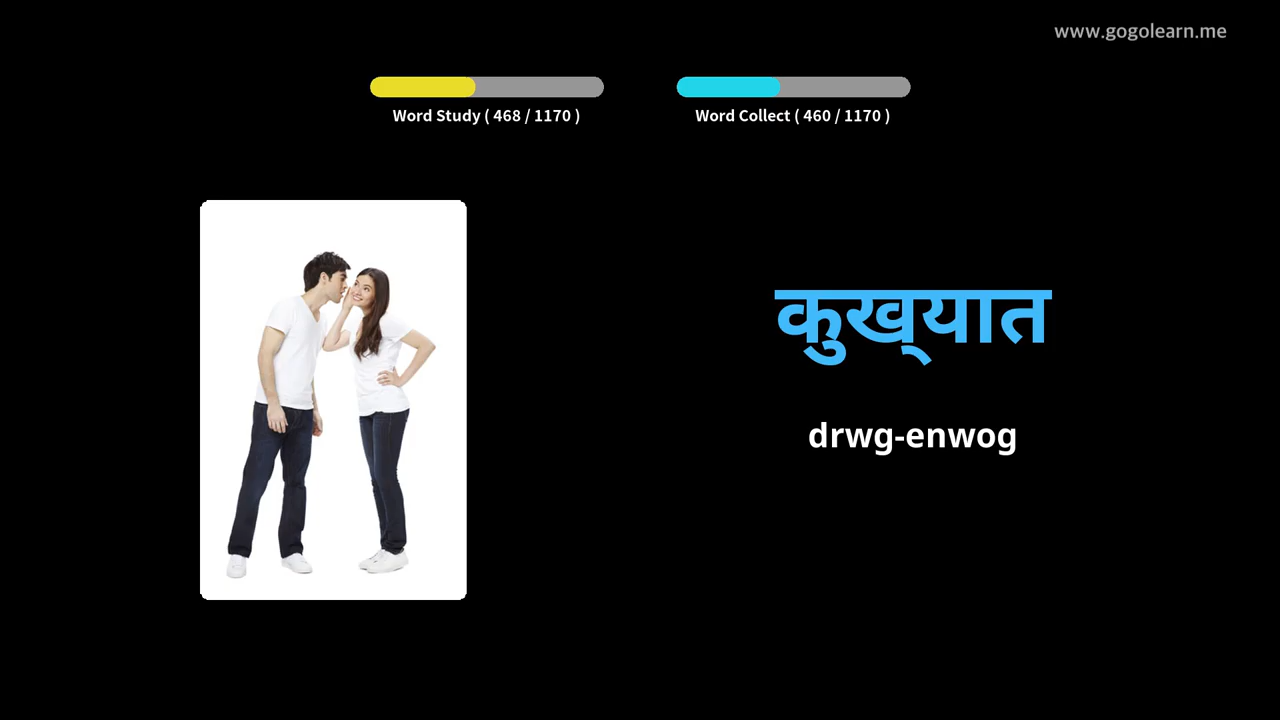 www.gogolearn.me
Word Study ( 468 / 1170 )
Word Collect ( 460 / 1170 )
कुख्यात
drwg-enwog